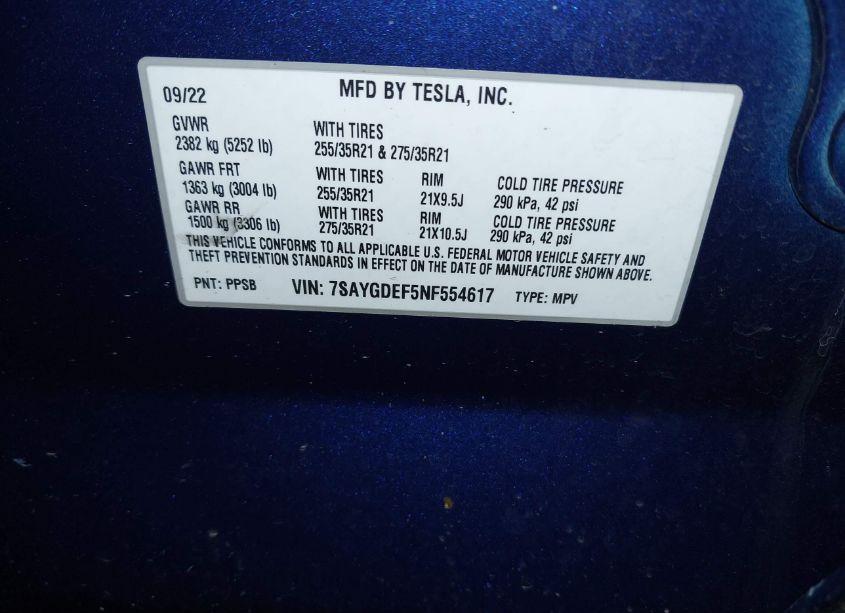 09/22 MFD BY TESLA, INC.
GVWR WITH TIRES
2382 kg (5252 lb) 255/35R21 & 275/35R21
GAWR FRT WITH TIRES RIM COLD TIRE PRESSURE
1363 kg (3004 lb) 255/35R21 21X9.5J 290 kPa, 42 psi
GAWR RR WITH TIRES RIM COLD TIRE PRESSURE
1500 kg (3306 lb) 275/35R21 21X10.5J 290 kPa, 42 psi
THIS VEHICLE CONFORMS TO ALL APPLICABLE U.S. FEDERAL MOTOR VEHICLE SAFETY AND
THEFT PREVENTION STANDARDS IN EFFECT ON THE DATE OF MANUFACTURE SHOWN ABOVE.
PNT: PPSB VIN: 7SAYGDEF5NF554617 TYPE: MPV